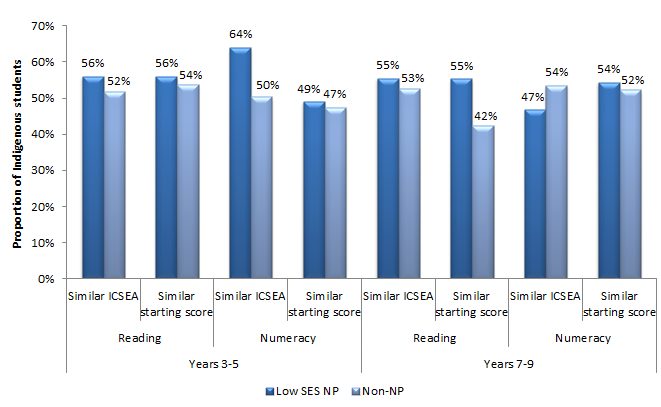 70%
60%
50%
40%
30%
20%
10%
0%
Proportion of Indigenous students
56%
52%
56%
54%
64%
50%
49%
47%
55%
53%
55%
42%
47%
54%
54%
52%
Similar ICSEA
Similar
starting score
Similar ICSEA
Similar
starting score
Similar ICSEA
Similar
starting score
Similar ICSEA
Similar
starting score
Reading
Numeracy
Reading
Numeracy
Years 3-5
Years 7-9
Low SES NP
Non-NP